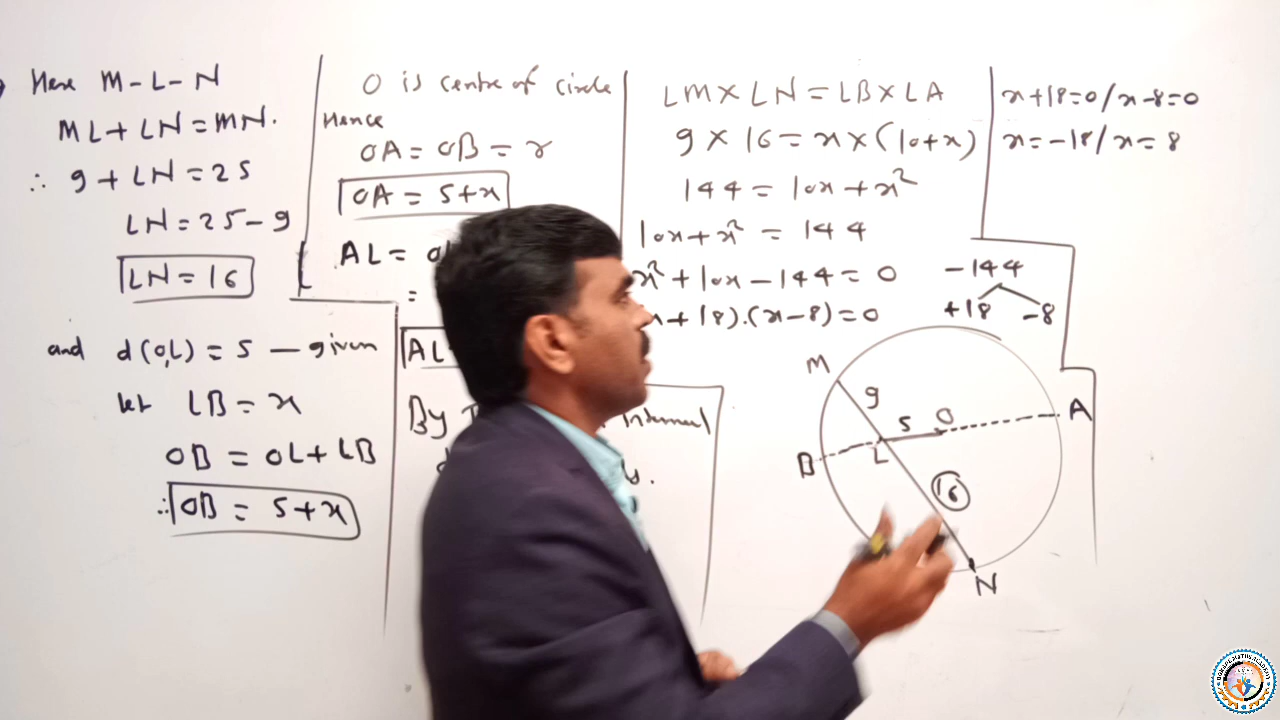 Here M-L-N
ML+LN=MN.
∴ 9+LN=25
LN=25-9
LN=16
and d(O,L)=5 — given
let LB=x
OB=OL+LB
∴ OB=5+x
O is centre of circle
Hence
OA=OB=r
OA=5+x
AL=
=
AL
By
Internal
LM×LN=LB×LA
9×16=x×(10+x)
144=10x+x²
10x+x²=144
x²+10x-144=0
+18).(x-8)=0
-144
+18 -8
x+18=0/x-8=0
x=-18/x=8
M
9
5 O
A
B
L
16
N